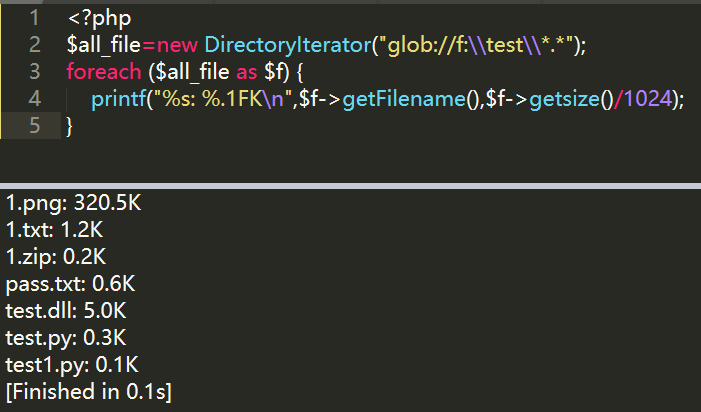 1 <?php
2 $all_file=new DirectoryIterator("glob://f:\\test\\*.*");
3 foreach ($all_file as $f) {
4 printf("%s: %.1FK\n",$f->getFilename(),$f->getsize()/1024);
5 }
1.png: 320.5K
1.txt: 1.2K
1.zip: 0.2K
pass.txt: 0.6K
test.dll: 5.0K
test.py: 0.3K
test1.py: 0.1K
[Finished in 0.1s]